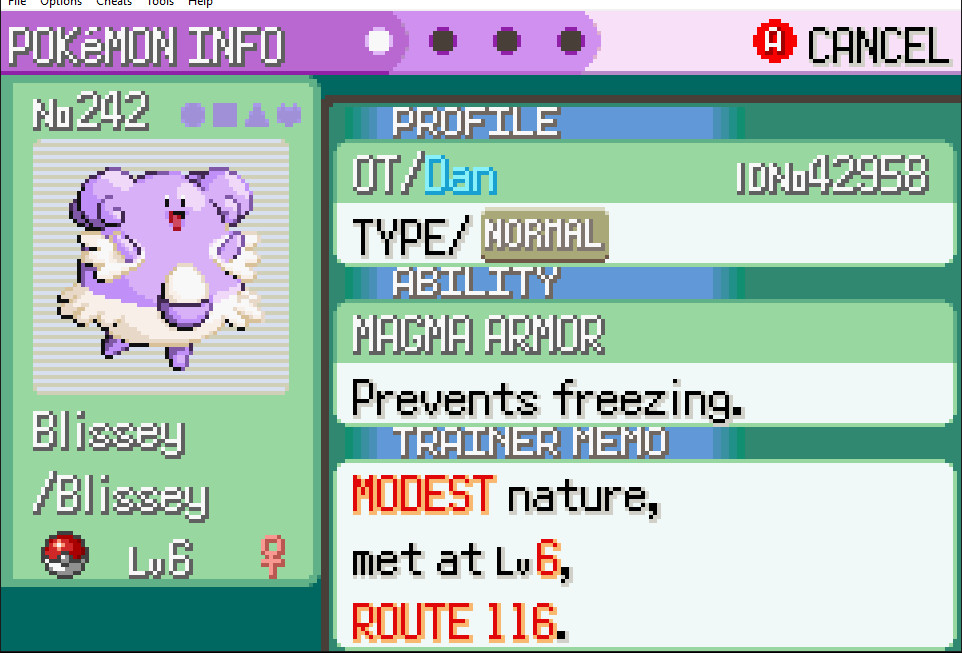 File Options Cheats Tools Help
POKéMON INFO
A CANCEL
No242
PROFILE
OT/Dan IDNo42958
TYPE/ NORMAL
ABILITY
MAGMA ARMOR
Prevents freezing.
Blissey
/Blissey
Lv6 ♀
TRAINER MEMO
MODEST nature,
met at Lv6,
ROUTE 116.